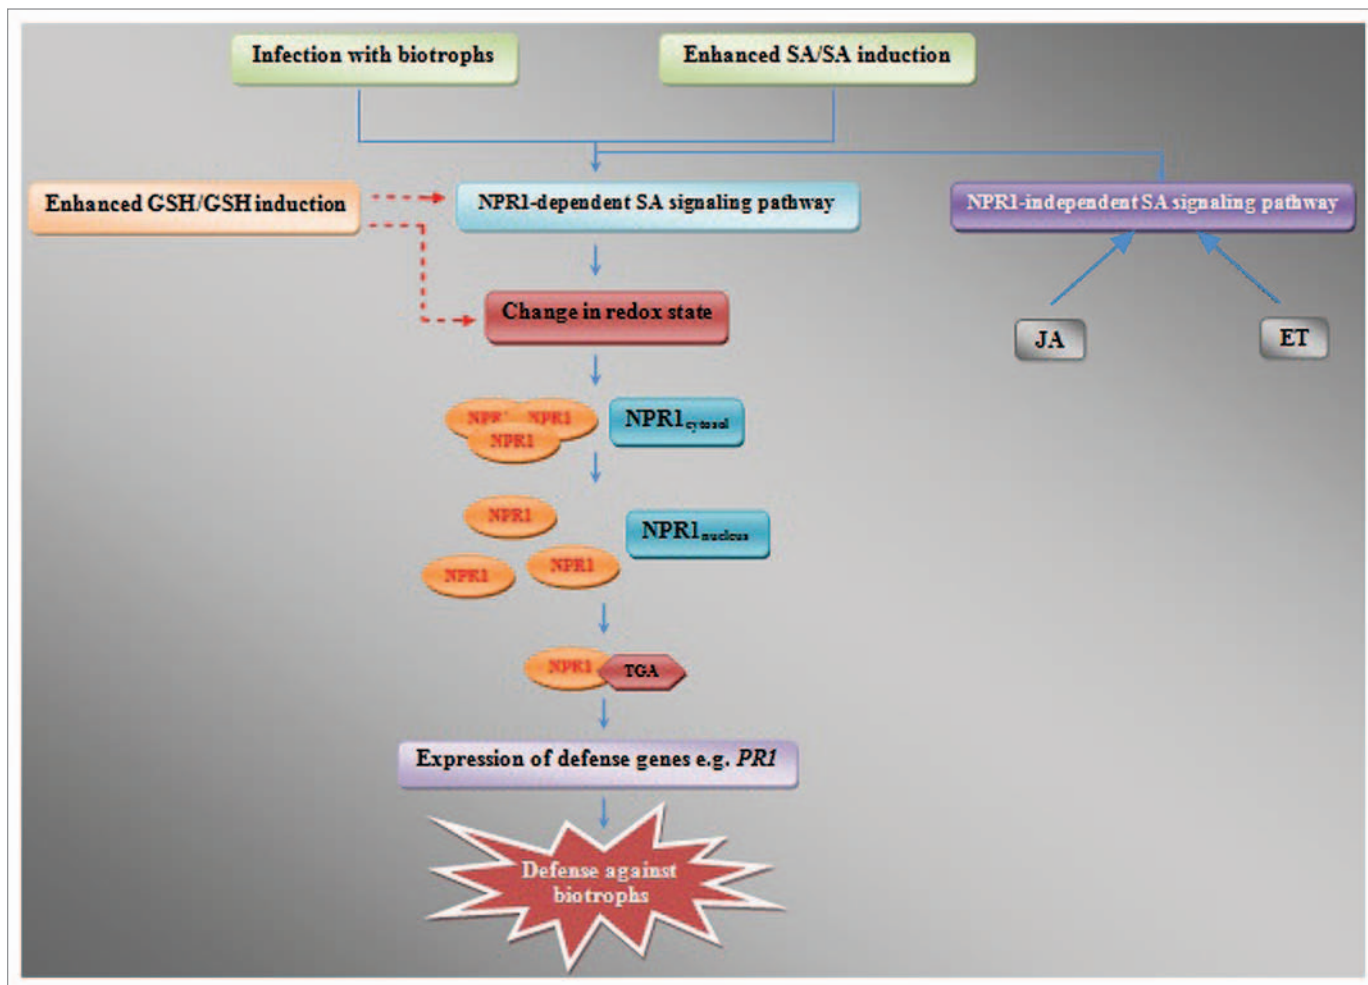 Infection with biotrophs
Enhanced SA/SA induction
Enhanced GSH/GSH induction
NPR1-dependent SA signaling pathway
NPR1-independent SA signaling pathway
Change in redox state
JA
ET
NPR1
NPR1
NPR1cytosol
NPR1
NPR1nucleus
NPR1
NPR1
NPR1
TGA
Expression of defense genes e.g. PR1
Defense against
biotrophs